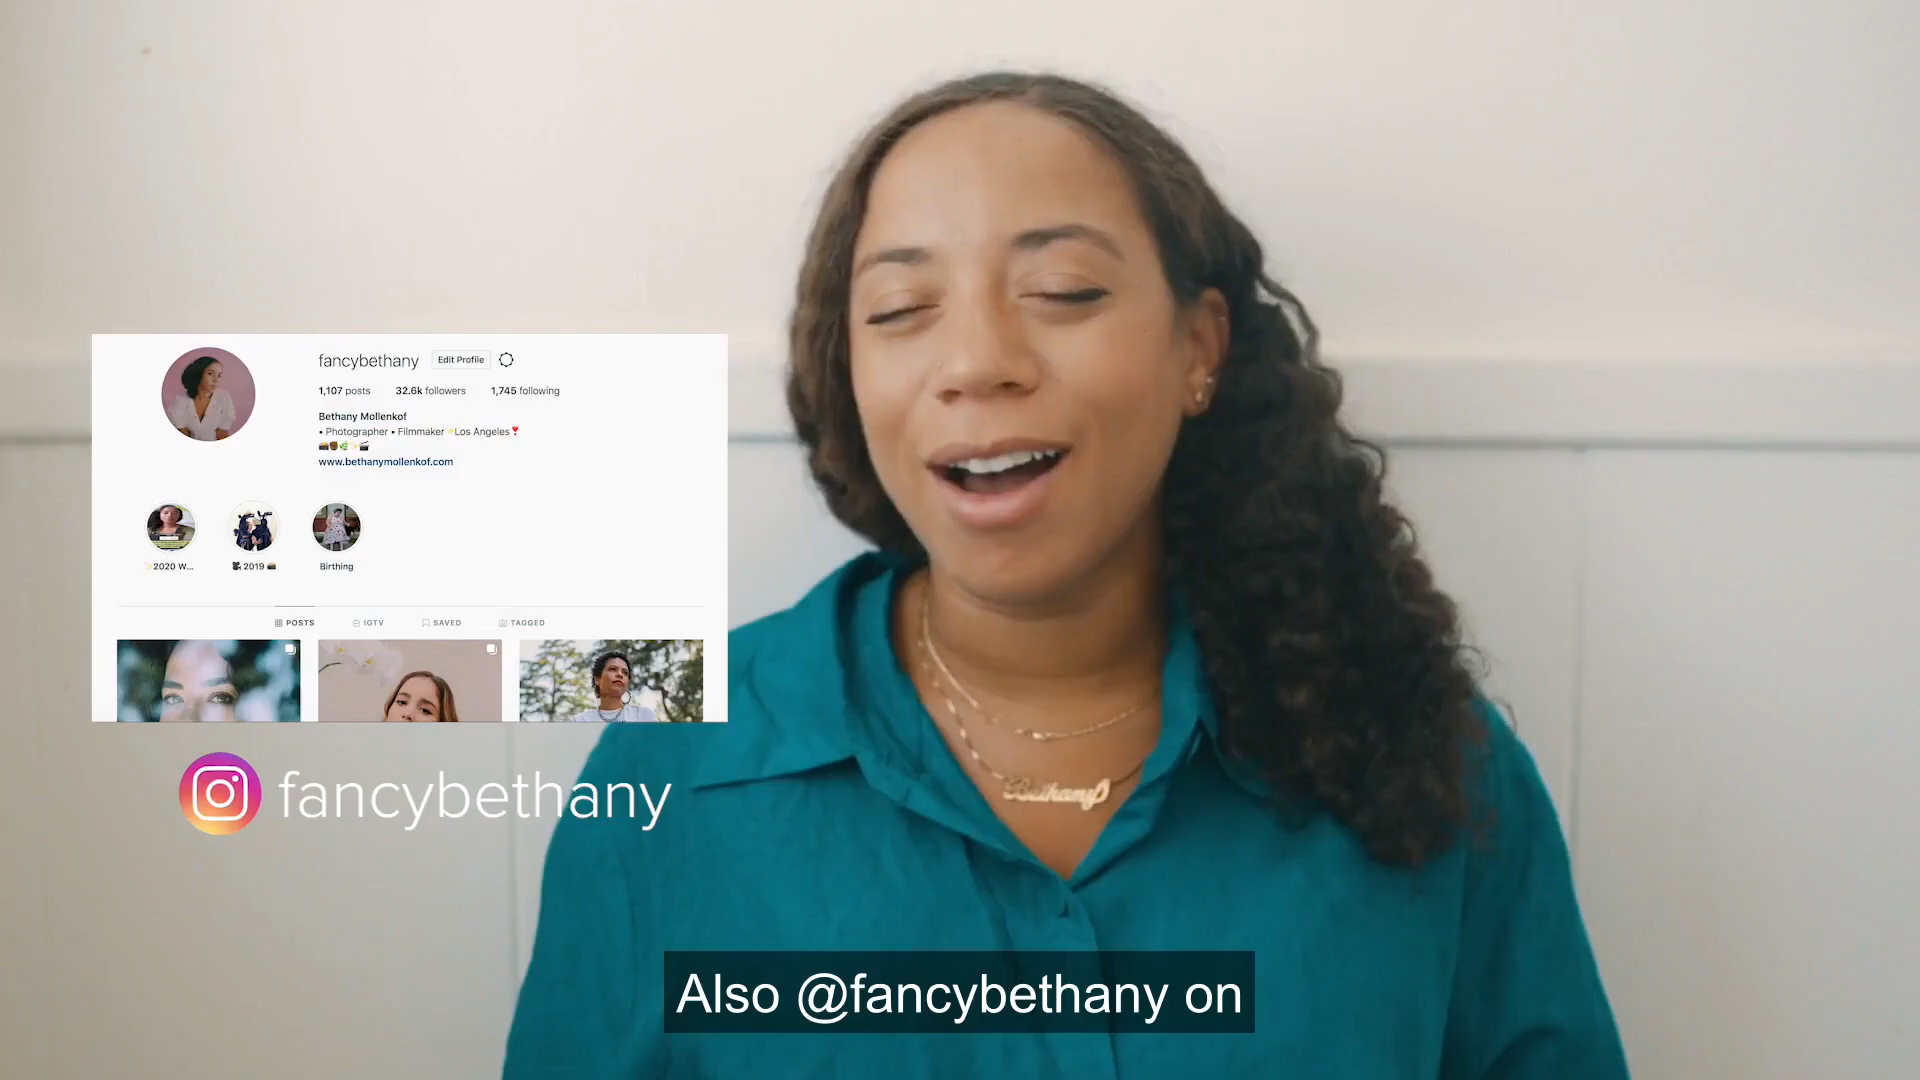 fancybethany Edit Profile
1,107 posts 32.6k followers 1,745 following
Bethany Mollenkof
• Photographer • Filmmaker✨Los Angeles❣️
www.bethanymollenkof.com
✨2020 W...
🎥 2019 📸
Birthing
POSTS IGTV SAVED TAGGED
fancybethany
Bethany
Also @fancybethany on